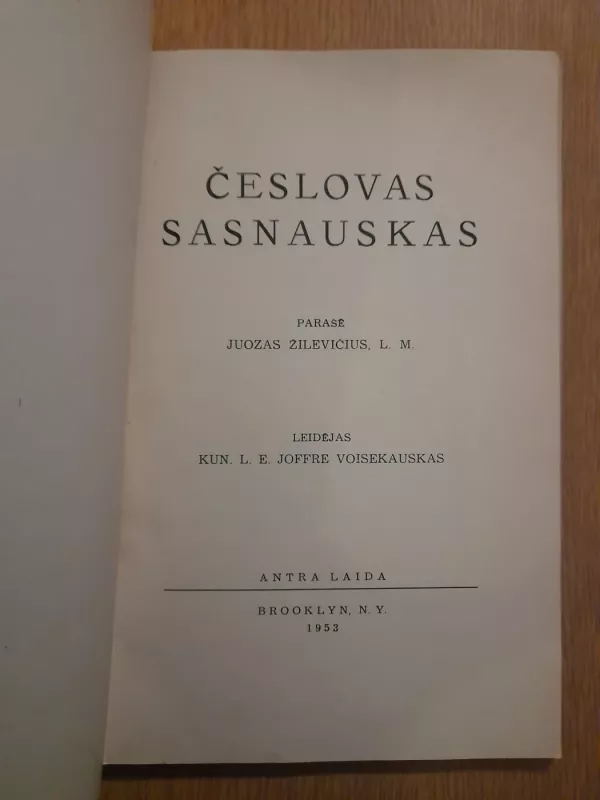 ČESLOVAS
SASNAUSKAS
PARAŠĖ
JUOZAS ŽILEVIČIUS, L. M.
LEIDĖJAS
KUN. L. E. JOFFRE VOISEKAUSKAS
ANTRA LAIDA
BROOKLYN, N. Y.
1953